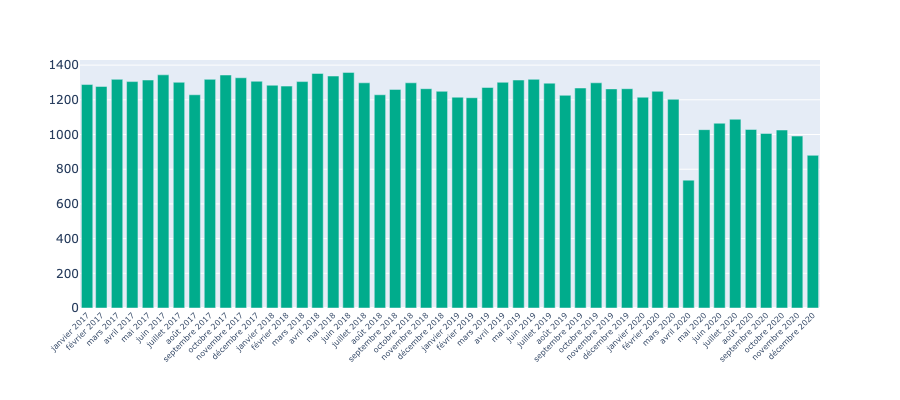 1400
1200
1000
800
600
400
200
0
janvier 2017
février 2017
mars 2017
avril 2017
mai 2017
juin 2017
juillet 2017
août 2017
septembre 2017
octobre 2017
novembre 2017
décembre 2017
janvier 2018
février 2018
mars 2018
avril 2018
mai 2018
juin 2018
juillet 2018
août 2018
septembre 2018
octobre 2018
novembre 2018
décembre 2018
janvier 2019
février 2019
mars 2019
avril 2019
mai 2019
juin 2019
juillet 2019
août 2019
septembre 2019
octobre 2019
novembre 2019
décembre 2019
janvier 2020
février 2020
mars 2020
avril 2020
mai 2020
juin 2020
juillet 2020
août 2020
septembre 2020
octobre 2020
novembre 2020
décembre 2020